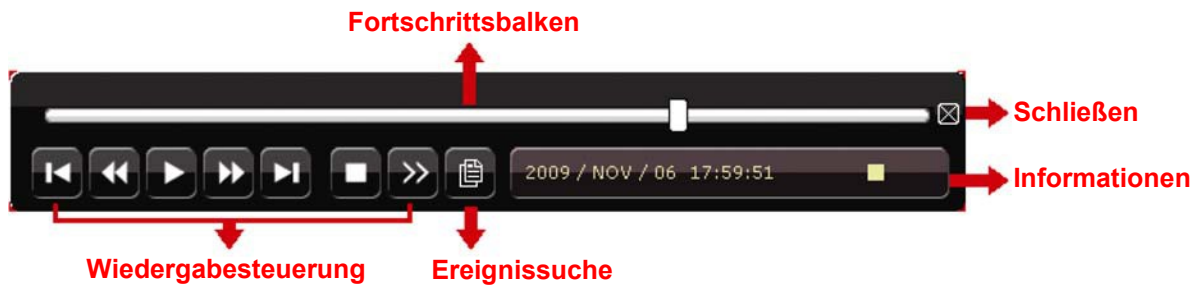 Fortschrittsbalken
Schließen
2009 / NOV / 06 17:59:51
Informationen
Wiedergabesteuerung
Ereignissuche